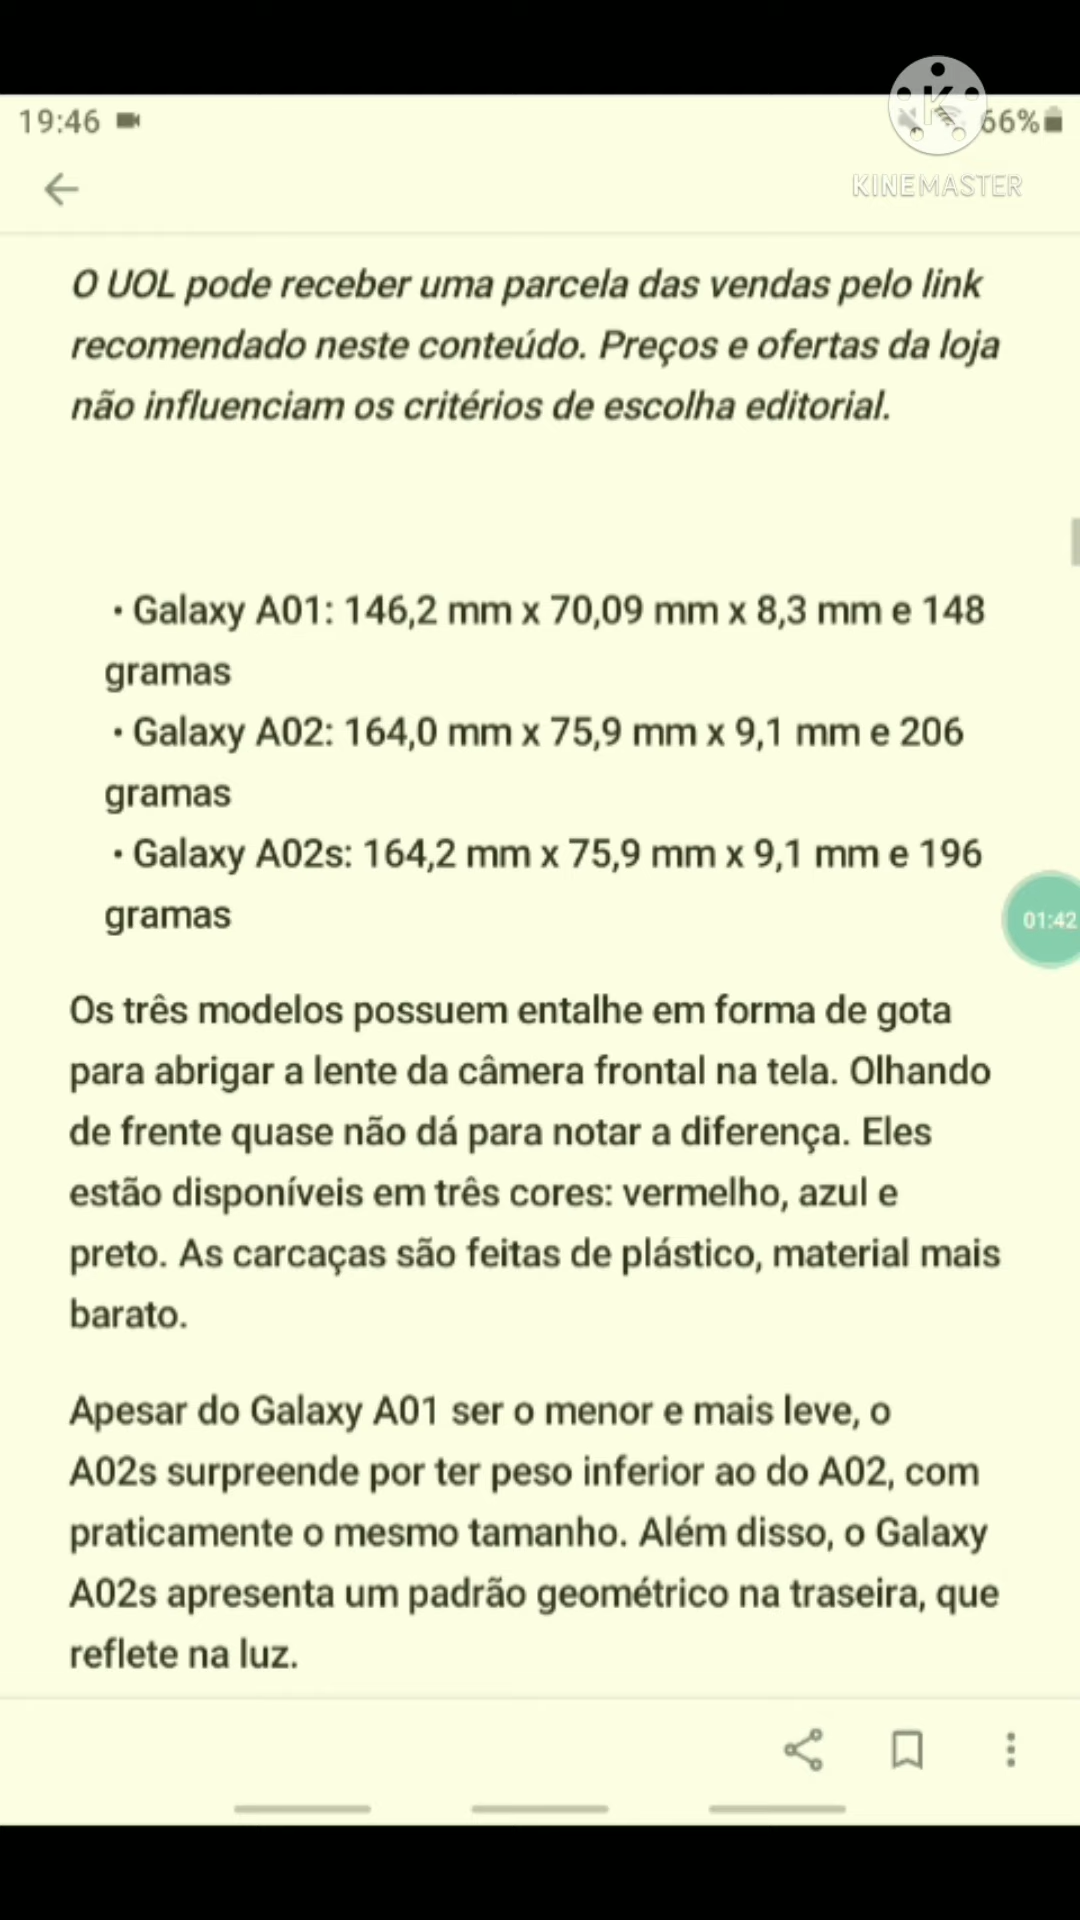 19:46
66%
KINEMASTER
O UOL pode receber uma parcela das vendas pelo link
recomendado neste conteúdo. Preços e ofertas da loja
não influenciam os critérios de escolha editorial.
• Galaxy A01: 146,2 mm x 70,09 mm x 8,3 mm e 148
gramas
• Galaxy A02: 164,0 mm x 75,9 mm x 9,1 mm e 206
gramas
• Galaxy A02s: 164,2 mm x 75,9 mm x 9,1 mm e 196
gramas
01:42
Os três modelos possuem entalhe em forma de gota
para abrigar a lente da câmera frontal na tela. Olhando
de frente quase não dá para notar a diferença. Eles
estão disponíveis em três cores: vermelho, azul e
preto. As carcaças são feitas de plástico, material mais
barato.
Apesar do Galaxy A01 ser o menor e mais leve, o
A02s surpreende por ter peso inferior ao do A02, com
praticamente o mesmo tamanho. Além disso, o Galaxy
A02s apresenta um padrão geométrico na traseira, que
reflete na luz.